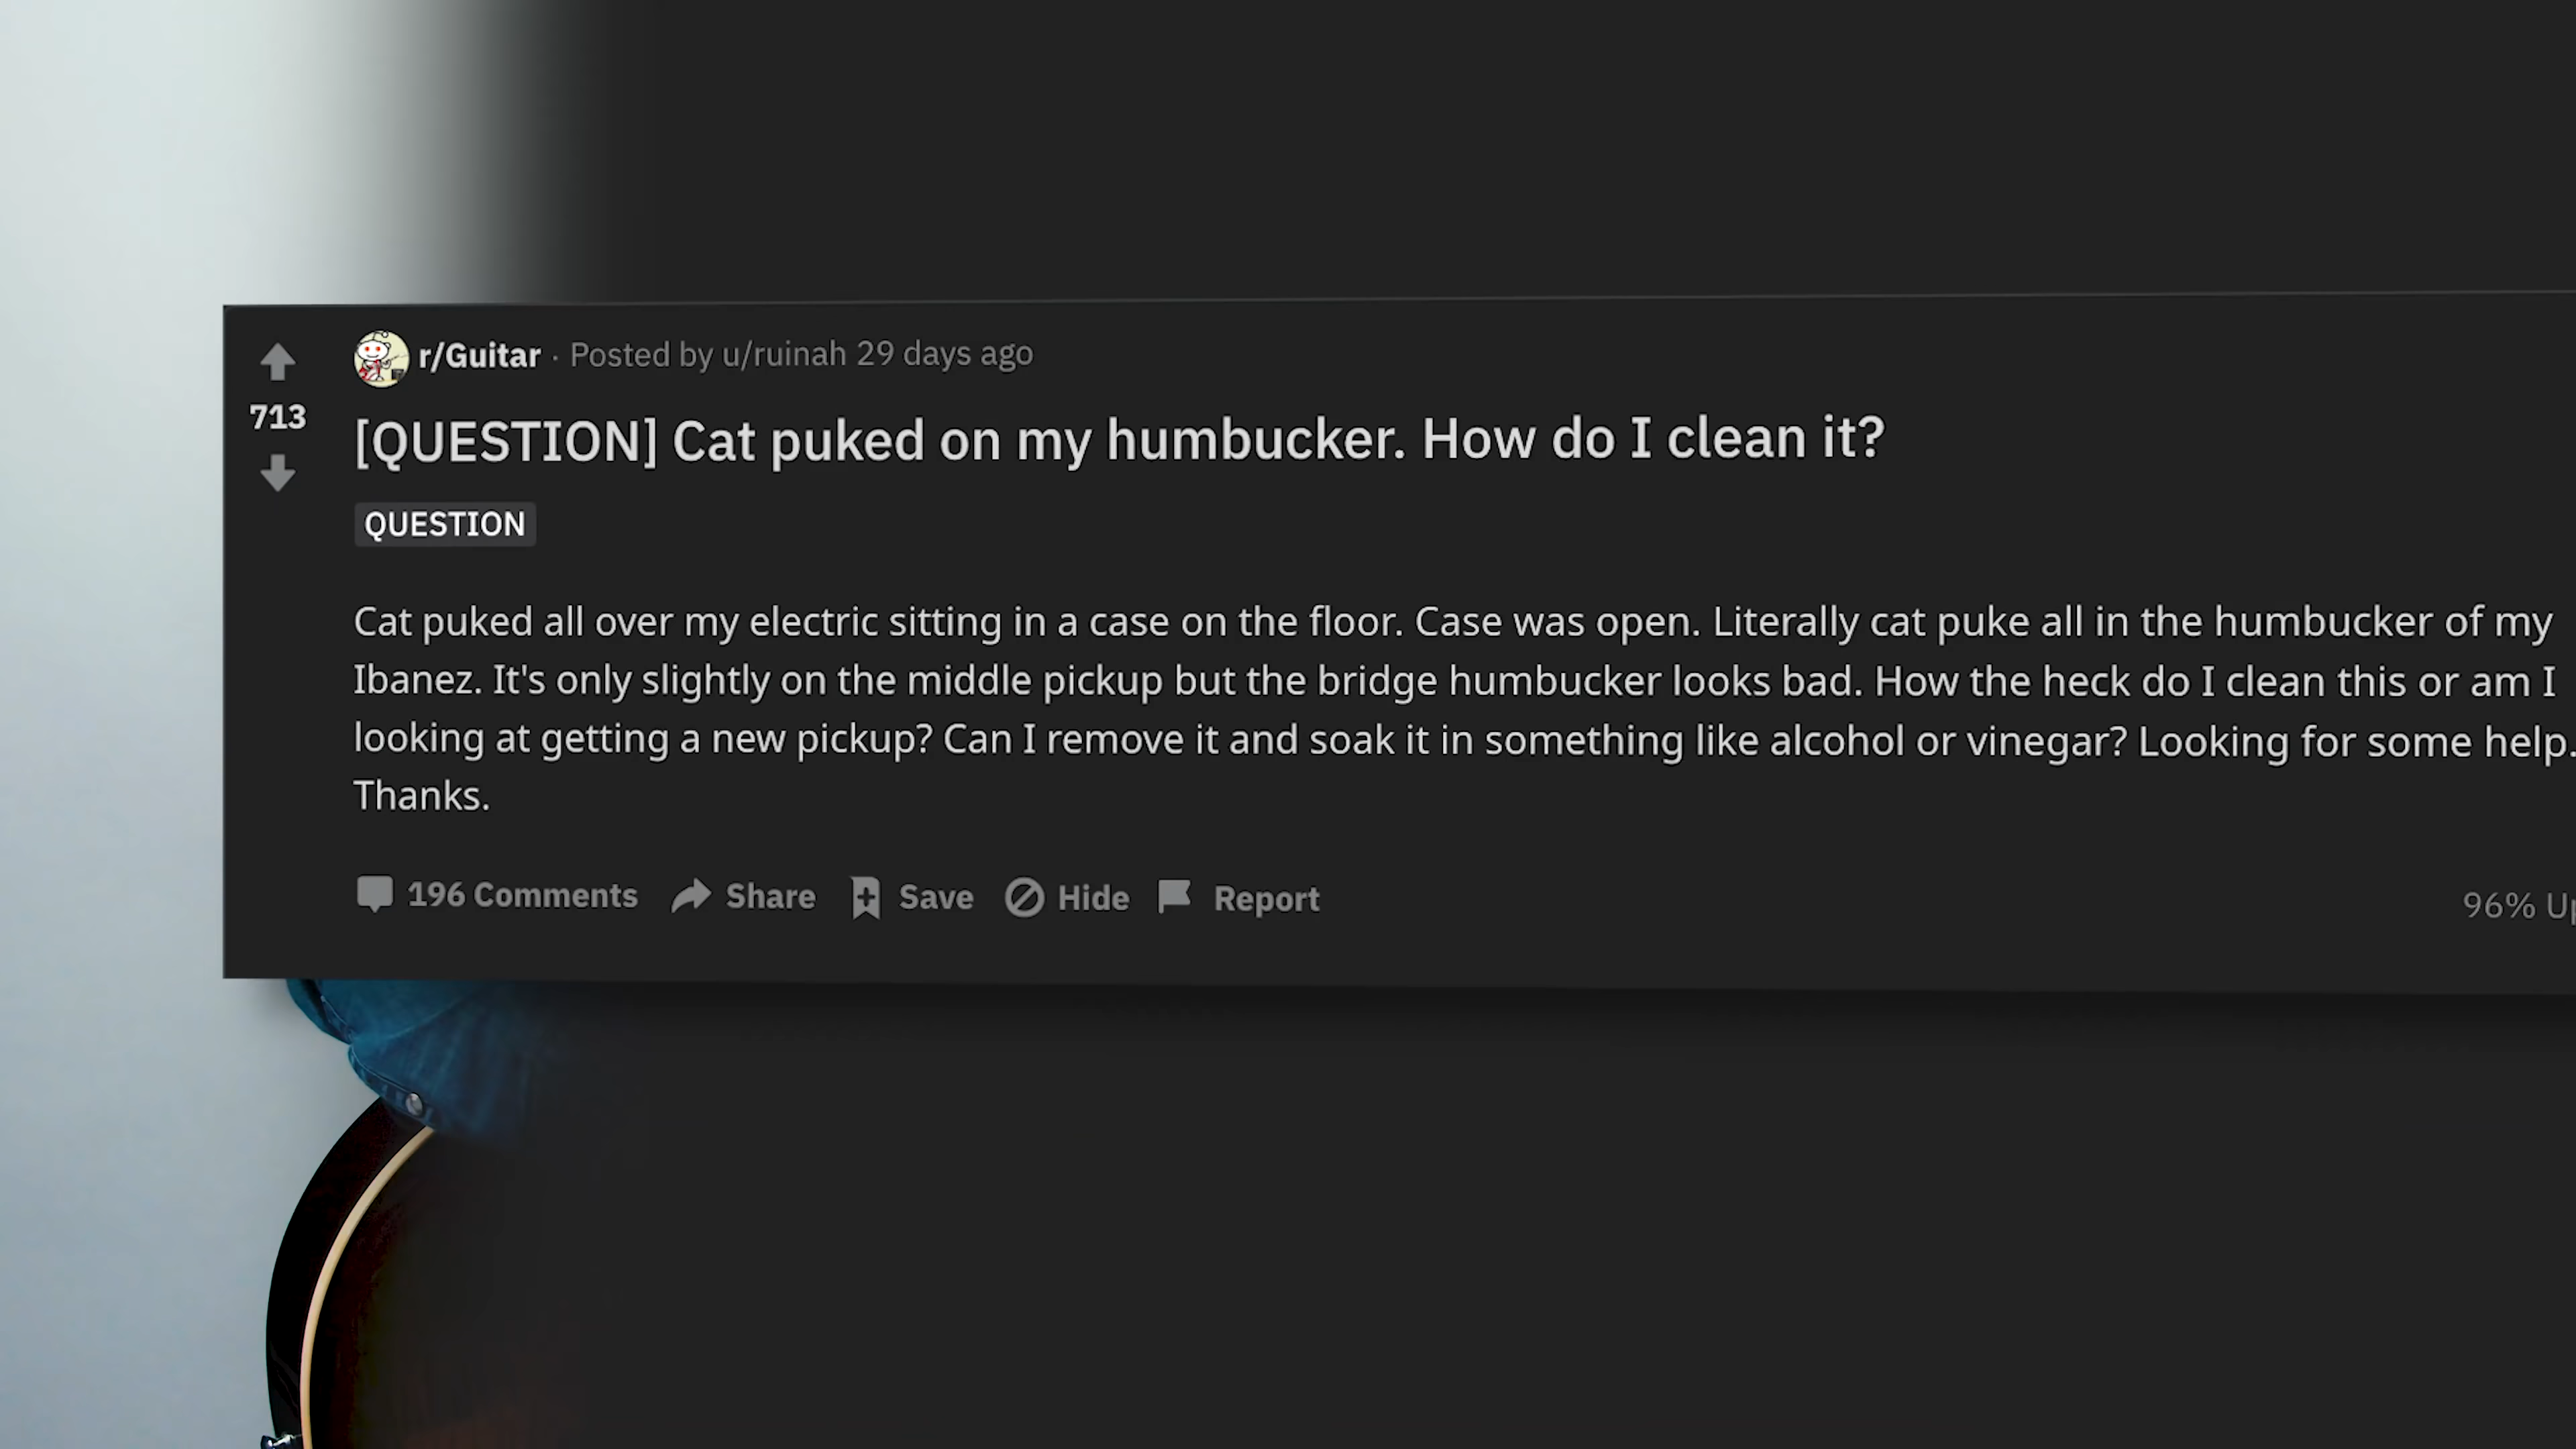 r/Guitar · Posted by u/ruinah 29 days ago
713
[QUESTION] Cat puked on my humbucker. How do I clean it?
QUESTION
Cat puked all over my electric sitting in a case on the floor. Case was open. Literally cat puke all in the humbucker of my
Ibanez. It's only slightly on the middle pickup but the bridge humbucker looks bad. How the heck do I clean this or am I
looking at getting a new pickup? Can I remove it and soak it in something like alcohol or vinegar? Looking for some help.
Thanks.
196 Comments Share Save Hide Report
96%